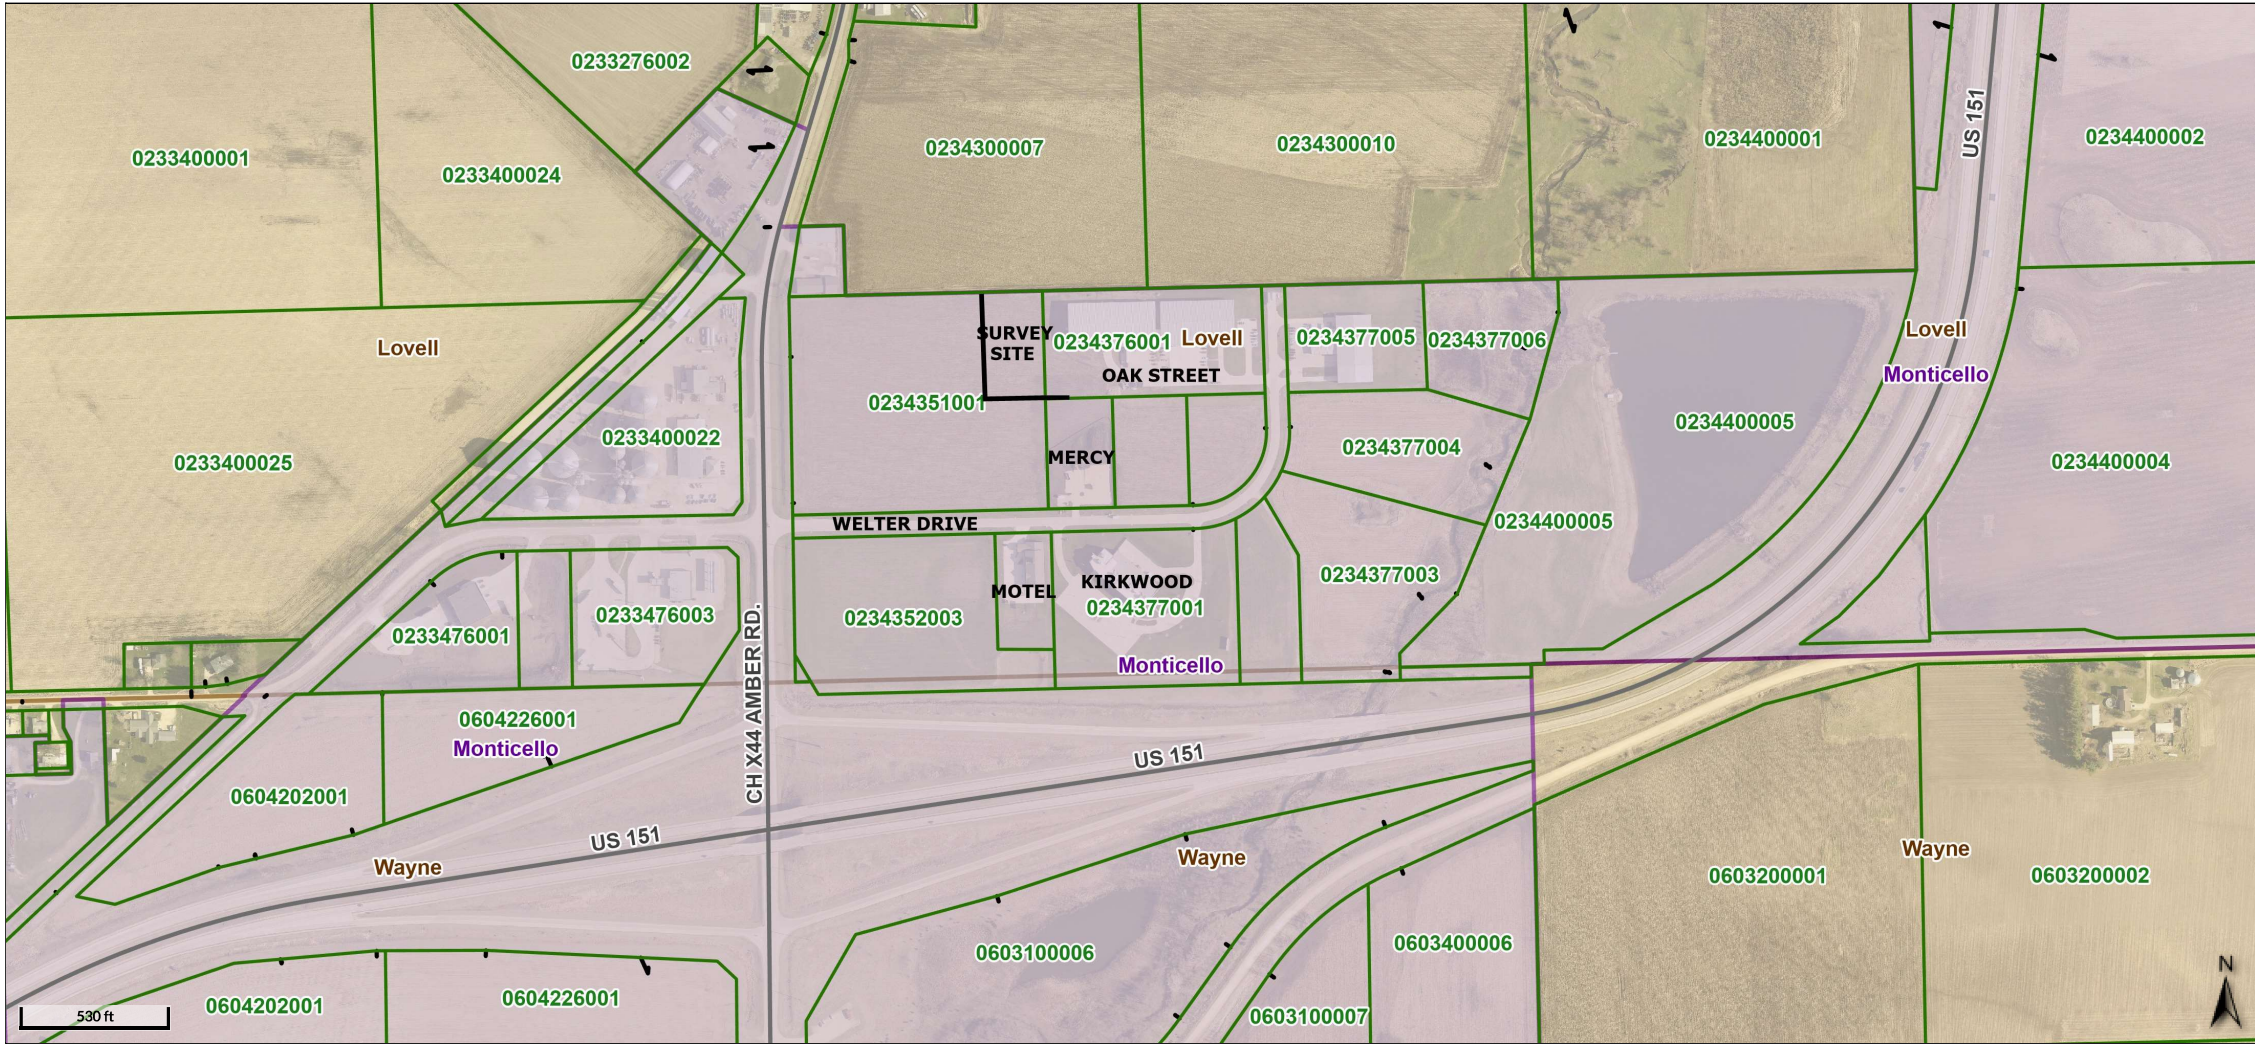 0233276002
0233400001
0233400024
0234300007
0234300010
0234400001
US 151
0234400002
Lovell
SURVEY
SITE
0234376001
Lovell
OAK STREET
0234377005
0234377006
Lovell
Monticello
0234351001
0233400022
0233400025
MERCY
0234377004
0234400005
0234400004
WELTER DRIVE
0234400005
MOTEL
KIRKWOOD
0234377001
0234377003
0234352003
0233476003
0233476001
Monticello
CH X44 AMBER RD.
0604226001
Monticello
0604202001
US 151
US 151
Wayne
Wayne
Wayne
0603200001
0603200002
0603100006
0603400006
0604202001
0604226001
0603100007
530 ft
N